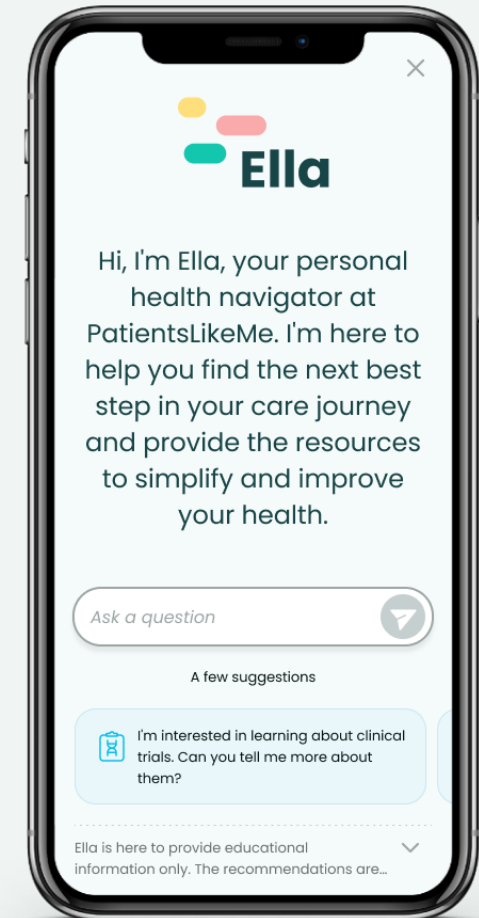 Ella
Hi, I'm Ella, your personal
health navigator at
PatientsLikeMe. I'm here to
help you find the next best
step in your care journey
and provide the resources
to simplify and improve
your health.
Ask a question
A few suggestions
I'm interested in learning about clinical
trials. Can you tell me more about
them?
Ella is here to provide educational
information only. The recommendations are...